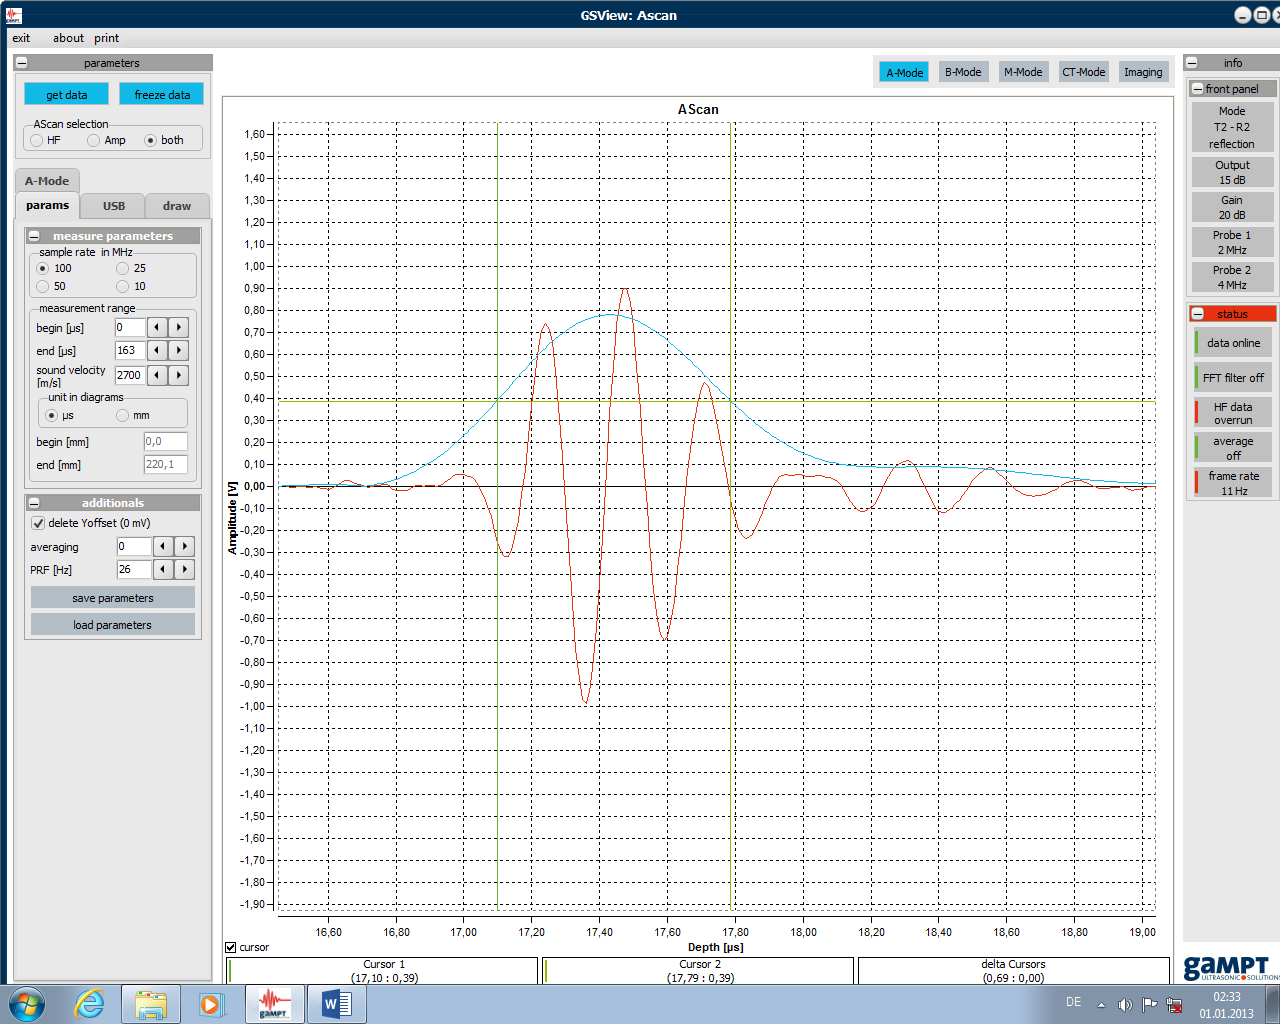 GSView: Ascan
exit about print
parameters
get data freeze data
AScan selection
HF Amp both
A-Mode
params USB draw
measure parameters
sample rate in MHz
100 25
50 10
measurement range
begin [µs] 0
end [µs] 163
sound velocity
[m/s] 2700
unit in diagrams
µs mm
begin [mm] 0,0
end [mm] 220,1
additionals
delete Yoffset (0 mV)
averaging 0
PRF [Hz] 26
save parameters
load parameters
A-Mode B-Mode M-Mode CT-Mode Imaging
AScan
1,60
1,50
1,40
1,30
1,20
1,10
1,00
0,90
0,80
0,70
0,60
0,50
0,40
0,30
0,20
0,10
0,00
-0,10
-0,20
-0,30
-0,40
-0,50
-0,60
-0,70
-0,80
-0,90
-1,00
-1,10
-1,20
-1,30
-1,40
-1,50
-1,60
-1,70
-1,80
-1,90
Amplitude [V]
16,60 16,80 17,00 17,20 17,40 17,60 17,80 18,00 18,20 18,40 18,60 18,80 19,00
cursor
Depth [µs]
Cursor 1
(17,10 : 0,39)
Cursor 2
(17,79 : 0,39)
delta Cursors
(0,69 : 0,00)
info
front panel
Mode
T2 - R2
reflection
Output
15 dB
Gain
20 dB
Probe 1
2 MHz
Probe 2
4 MHz
status
data online
FFT filter off
HF data
overrun
average
off
frame rate
11 Hz
gAMPT
ULTRASONIC SOLUTIONS
gAMPT
DE
02:33
01.01.2013